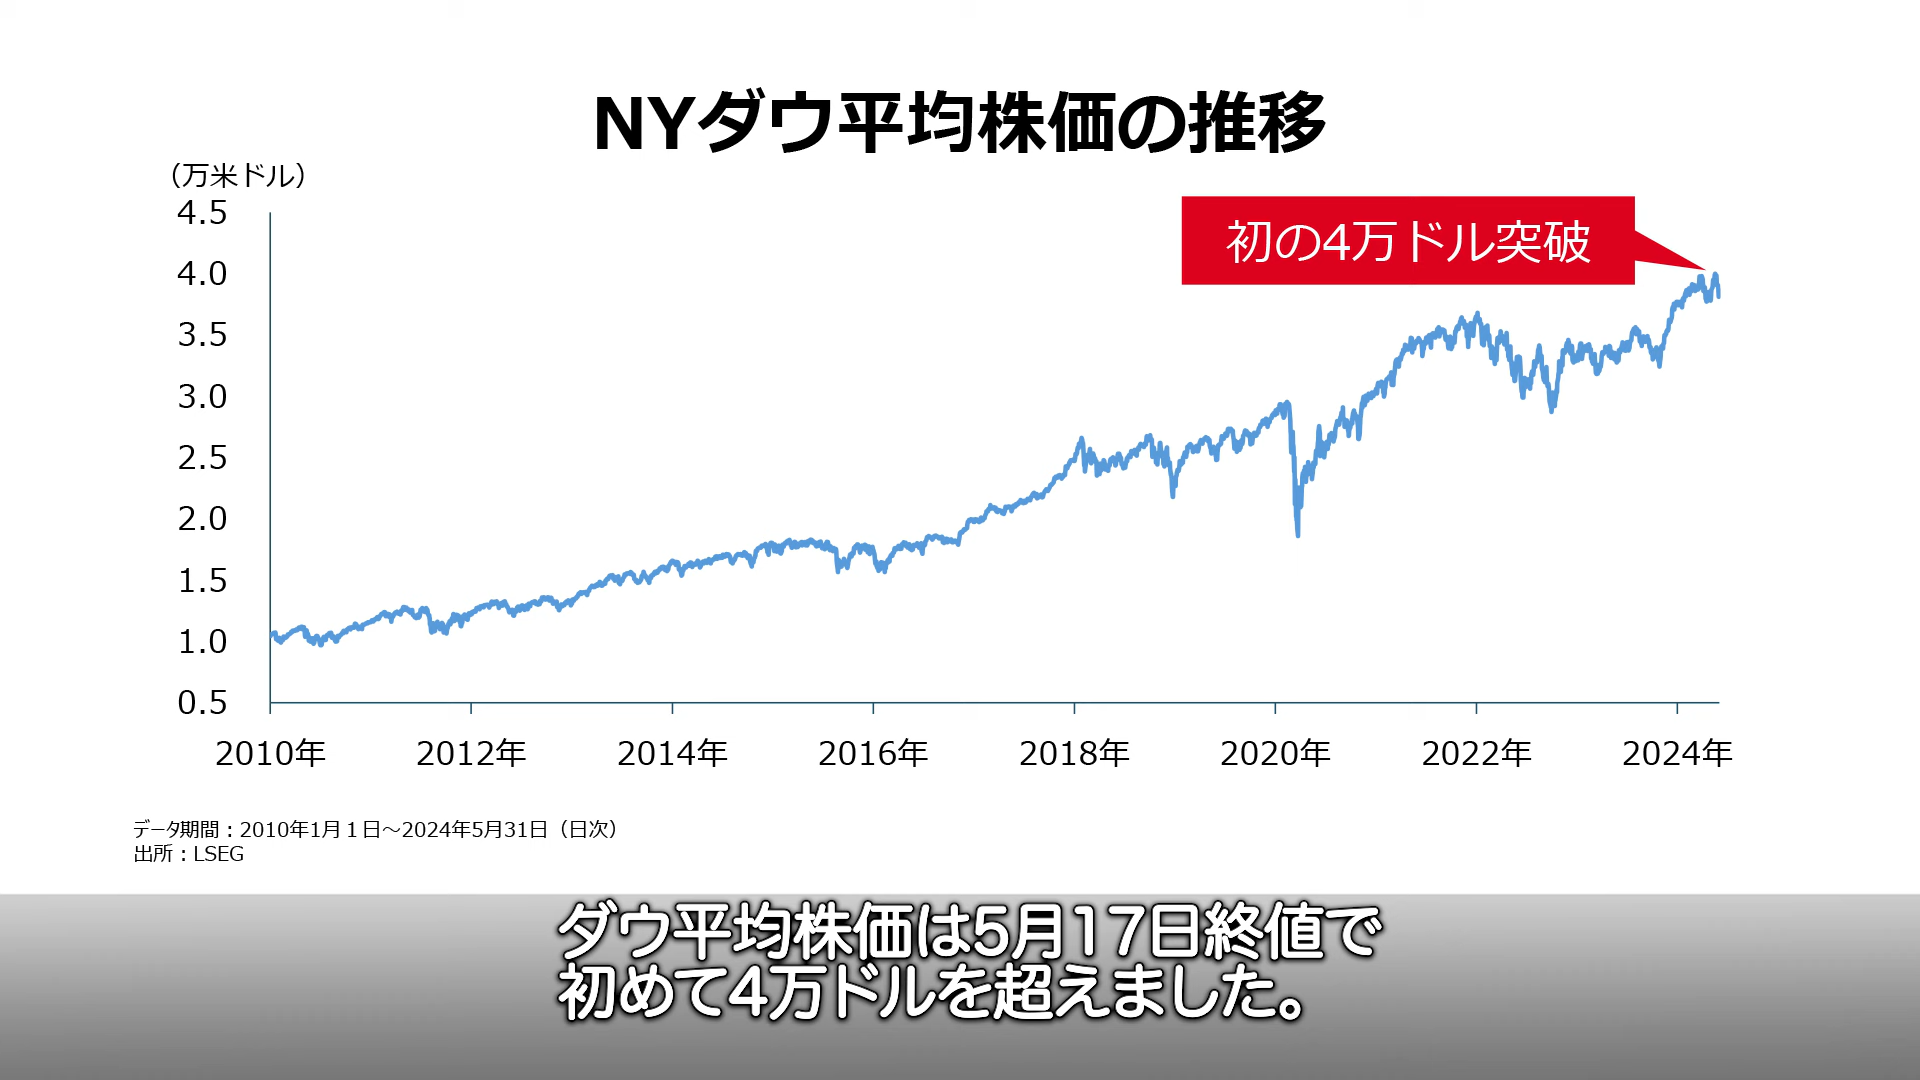 NYダウ平均株価の推移
（万米ドル）
初の4万ドル突破
4.5
4.0
3.5
3.0
2.5
2.0
1.5
1.0
0.5
2010年 2012年 2014年 2016年 2018年 2020年 2022年 2024年
データ期間：2010年1月１日～2024年5月31日（日次）
出所：LSEG
ダウ平均株価は5月17日終値で
初めて4万ドルを超えました。